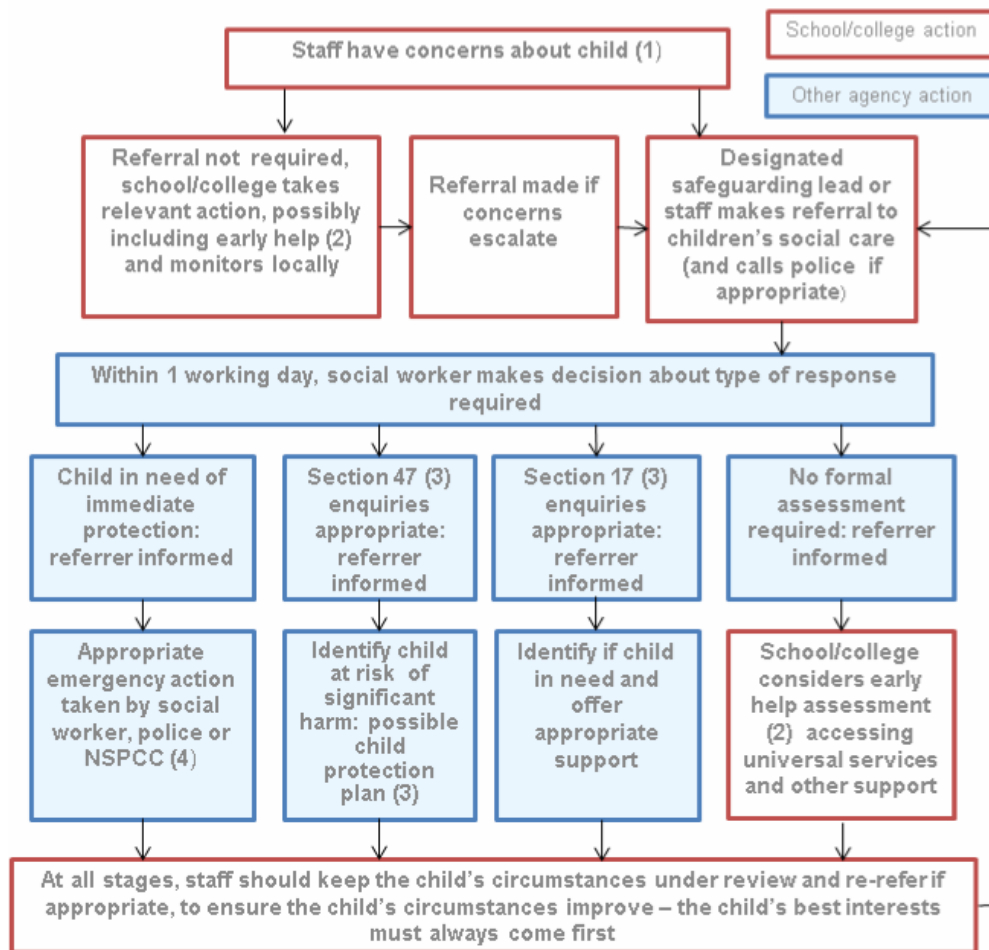 Staff have concerns about child (1)
School/college action
Other agency action
Referral not required,
school/college takes
relevant action, possibly
including early help (2)
and monitors locally
Referral made if
concerns
escalate
Designated
safeguarding lead or
staff makes referral to
children's social care
(and calls police if
appropriate)
Within 1 working day, social worker makes decision about type of response
required
Child in need of
immediate
protection:
referrer informed
Section 47 (3)
enquiries
appropriate:
referrer
informed
Section 17 (3)
enquiries
appropriate:
referrer
informed
No formal
assessment
required: referrer
informed
Appropriate
emergency action
taken by social
worker, police or
NSPCC (4)
Identify child
at risk of
significant
harm: possible
child
protection
plan (3)
Identify if child
in need and
offer
appropriate
support
School/college
considers early
help assessment
(2) accessing
universal services
and other support
At all stages, staff should keep the child's circumstances under review and re-refer if
appropriate, to ensure the child's circumstances improve – the child's best interests
must always come first